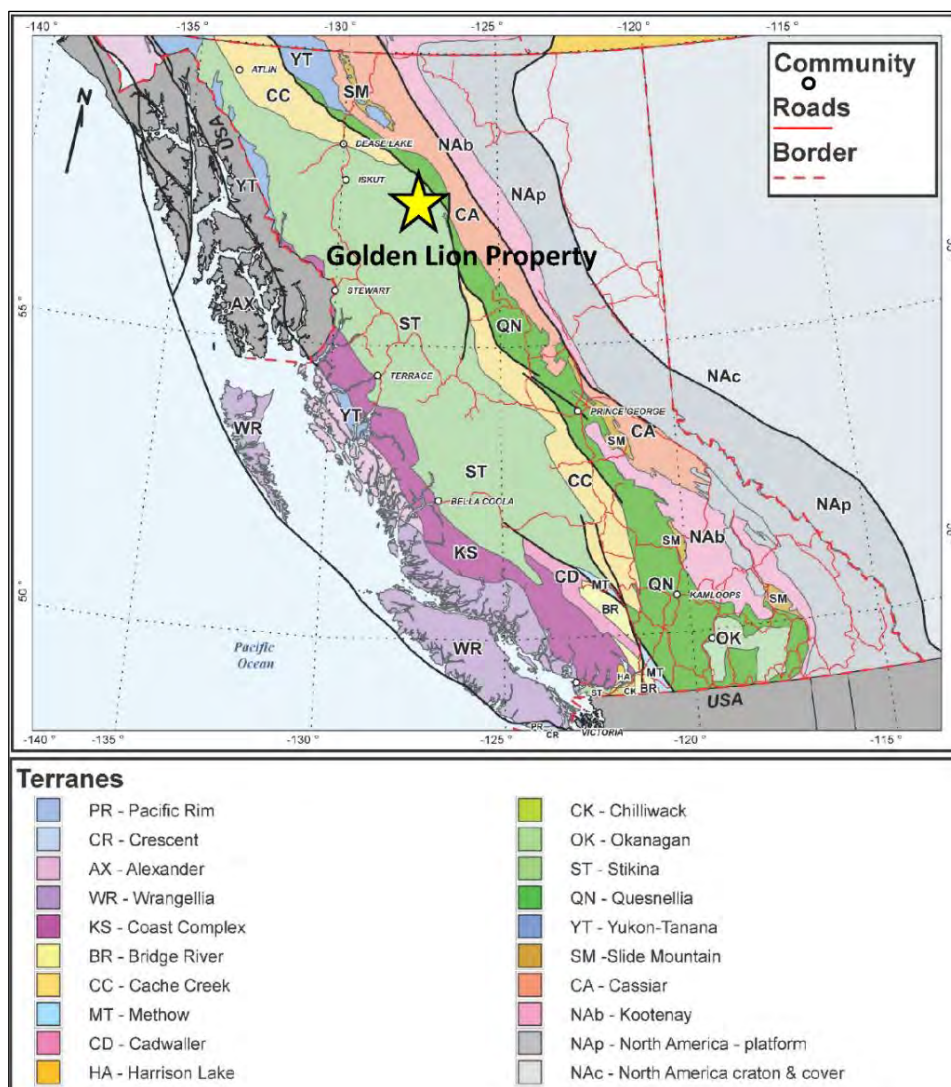 -140 °
-135 °
-130 °
-125 °
-120 °
-115 °
Community
Roads
Border
N
ATLIN
YT
CC
SM
USA
DEASE LAKE
NAb
YT
ISKUT
NAp
CA
Golden Lion Property
STEWART
AX
55
ST
QN
NAc
TERRACE
PRINCE GEORGE
WR
YT
CA
SM
ST
CC
NAp
BELLA COOLA
NAb
SM
KS
CD
MT
QN
KAMLOOPS
SM
BR
50
OK
WR
Pacific
Ocean
HA
MT
ST
CK
BR
USA
PR
CR
VICTORIA
-140 °
-135 °
-130 °
-125 °
-120 °
-115 °
Terranes
PR - Pacific Rim
CR - Crescent
AX - Alexander
WR - Wrangellia
KS - Coast Complex
BR - Bridge River
CC - Cache Creek
MT - Methow
CD - Cadwaller
HA - Harrison Lake
CK - Chilliwack
OK - Okanagan
ST - Stikina
QN - Quesnellia
YT - Yukon-Tanana
SM -Slide Mountain
CA - Cassiar
NAb - Kootenay
NAp - North America - platform
NAc - North America craton & cover